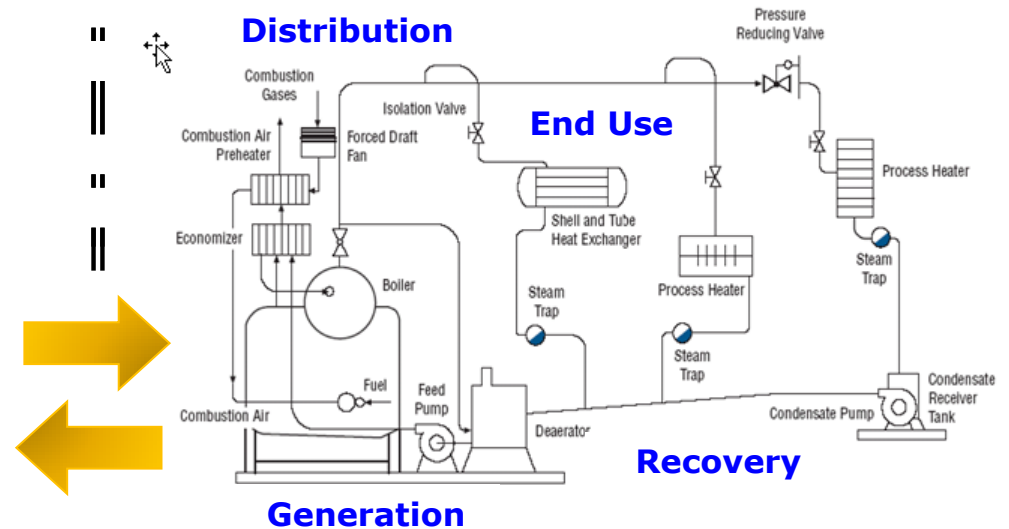 Distribution
Pressure
Reducing Valve
Combustion
Gases
Isolation Valve
End Use
Combustion Air
Preheater
Forced Draft
Fan
Process Heater
Economizer
Shell and Tube
Heat Exchanger
Steam
Trap
Boiler
Process Heater
Steam
Trap
Steam
Trap
Fuel
Feed
Pump
Combustion Air
Deaerator
Condensate Pump
Condensate
Receiver
Tank
Recovery
Generation